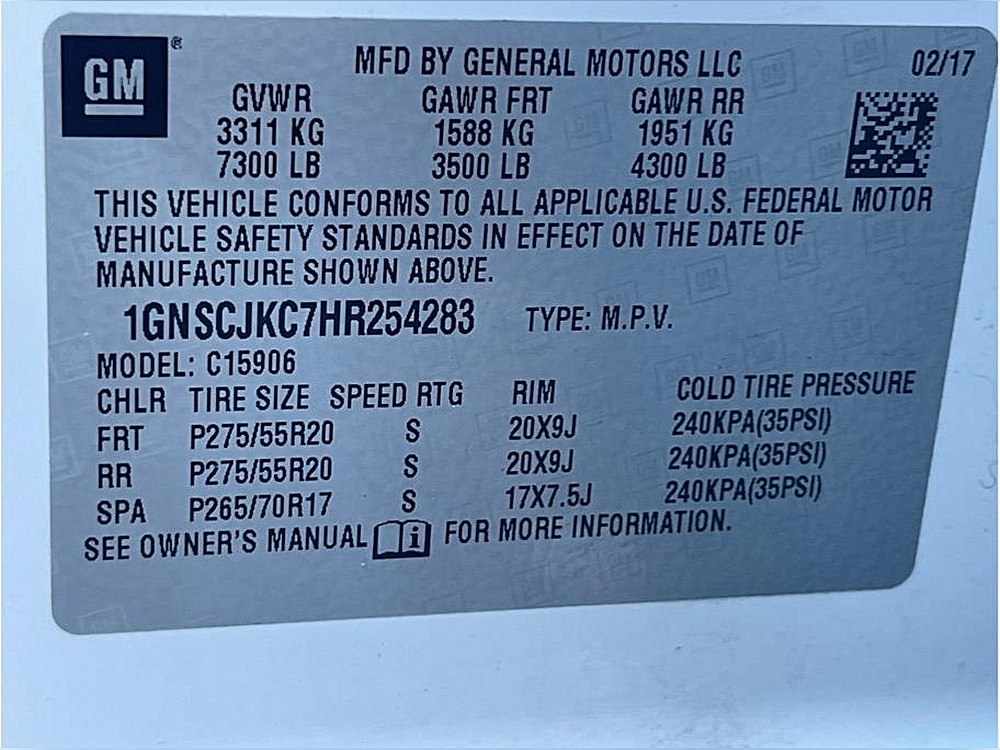 GM ®
MFD BY GENERAL MOTORS LLC 02/17
GVWR GAWR FRT GAWR RR
3311 KG 1588 KG 1951 KG
7300 LB 3500 LB 4300 LB
THIS VEHICLE CONFORMS TO ALL APPLICABLE U.S. FEDERAL MOTOR
VEHICLE SAFETY STANDARDS IN EFFECT ON THE DATE OF
MANUFACTURE SHOWN ABOVE.
1GNSCJKC7HR254283 TYPE: M.P.V.
MODEL: C15906
CHLR TIRE SIZE SPEED RTG RIM COLD TIRE PRESSURE
FRT P275/55R20 S 20X9J 240KPA(35PSI)
RR P275/55R20 S 20X9J 240KPA(35PSI)
SPA P265/70R17 S 17X7.5J 240KPA(35PSI)
SEE OWNER'S MANUAL i FOR MORE INFORMATION.